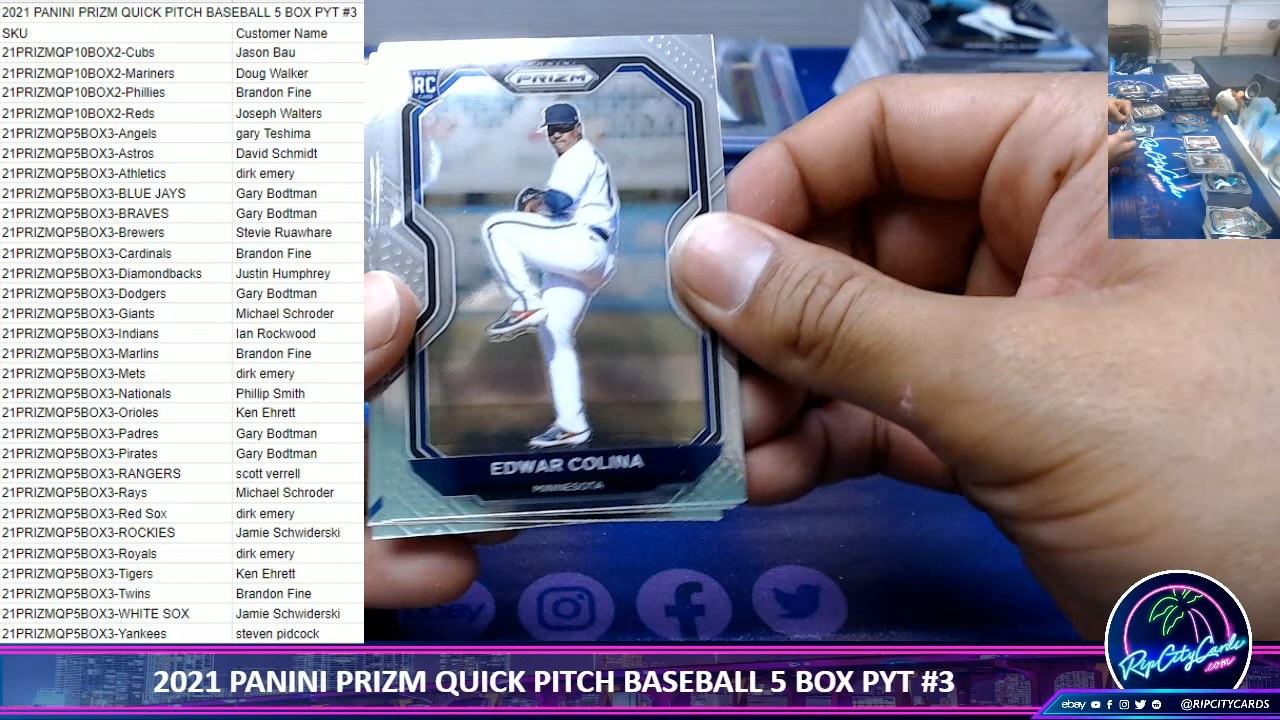 2021 PANINI PRIZM QUICK PITCH BASEBALL 5 BOX PYT #3
SKU Customer Name
21PRIZMQP10BOX2-Cubs Jason Bau
21PRIZMQP10BOX2-Mariners Doug Walker
21PRIZMQP10BOX2-Phillies Brandon Fine
21PRIZMQP10BOX2-Reds Joseph Walters
21PRIZMQP5BOX3-Angels gary Teshima
21PRIZMQP5BOX3-Astros David Schmidt
21PRIZMQP5BOX3-Athletics dirk emery
21PRIZMQP5BOX3-BLUE JAYS Gary Bodtman
21PRIZMQP5BOX3-BRAVES Gary Bodtman
21PRIZMQP5BOX3-Brewers Stevie Ruawhare
21PRIZMQP5BOX3-Cardinals Brandon Fine
21PRIZMQP5BOX3-Diamondbacks Justin Humphrey
21PRIZMQP5BOX3-Dodgers Gary Bodtman
21PRIZMQP5BOX3-Giants Michael Schroder
21PRIZMQP5BOX3-Indians Ian Rockwood
21PRIZMQP5BOX3-Marlins Brandon Fine
21PRIZMQP5BOX3-Mets dirk emery
21PRIZMQP5BOX3-Nationals Phillip Smith
21PRIZMQP5BOX3-Orioles Ken Ehrett
21PRIZMQP5BOX3-Padres Gary Bodtman
21PRIZMQP5BOX3-Pirates Gary Bodtman
21PRIZMQP5BOX3-RANGERS scott verrell
21PRIZMQP5BOX3-Rays Michael Schroder
21PRIZMQP5BOX3-Red Sox dirk emery
21PRIZMQP5BOX3-ROCKIES Jamie Schwiderski
21PRIZMQP5BOX3-Royals dirk emery
21PRIZMQP5BOX3-Tigers Ken Ehrett
21PRIZMQP5BOX3-Twins Brandon Fine
21PRIZMQP5BOX3-WHITE SOX Jamie Schwiderski
21PRIZMQP5BOX3-Yankees steven pidcock
RC
PANINI
PRIZM
EDWAR COLINA
MINNESOTA
ebay
RipCityCards
RipCityCards
.com
2021 PANINI PRIZM QUICK PITCH BASEBALL 5 BOX PYT #3
ebay @RIPCITYCARDS